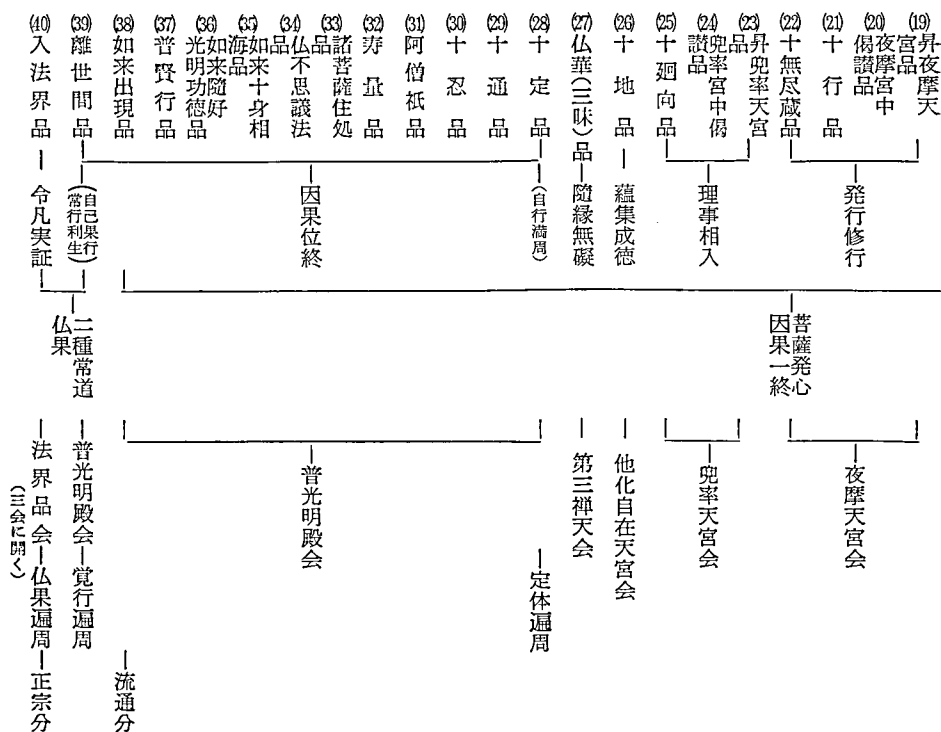 (19)昇夜摩天宮品
(20)夜摩宮中偈讃品
(21)十行品
(22)十無尽蔵品
(23)昇兜率天宮品
(24)兜率宮中偈讃品
(25)十廻向品
(26)十地品
(27)仏華(三昧)品
(28)十定品
(29)十通品
(30)十忍品
(31)阿僧祇品
(32)寿量品
(33)諸菩薩住処品
(34)仏不思議法品
(35)如来十身相海品
(36)如来随好光明功徳品
(37)普賢行品
(38)如来出現品
(39)離世間品
(40)入法界品
発行修行
理事相入
蘊集成徳
随縁無礙
(自行満周)
因果位終
(自己果行常行利生)
令凡実証
菩薩発心因果一終
二種常道仏果
夜摩天宮会
兜率天宮会
他化自在天宮会
第三禅天会
普光明殿会
定体遍周
普光明殿会—覚行遍周
法界品会—仏果遍周—正宗分
(三会に開く)
流通分